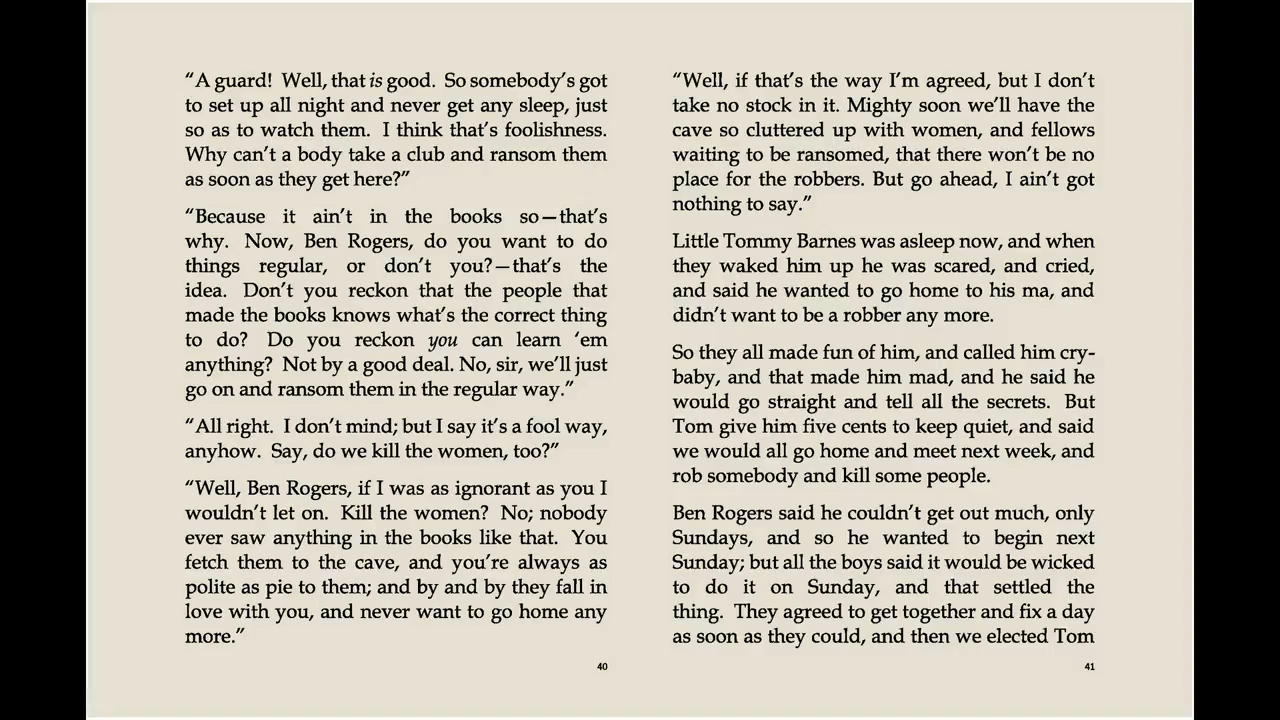 “A guard!  Well, that is good.  So somebody’s got
to set up all night and never get any sleep, just
so as to watch them.  I think that’s foolishness.
Why can’t a body take a club and ransom them
as soon as they get here?”
“Because it ain’t in the books so—that’s
why.  Now, Ben Rogers, do you want to do
things regular, or don’t you?—that’s the
idea.  Don’t you reckon that the people that
made the books knows what’s the correct thing
to do?  Do you reckon you can learn ‘em
anything?  Not by a good deal. No, sir, we’ll just
go on and ransom them in the regular way.”
“All right.  I don’t mind; but I say it’s a fool way,
anyhow.  Say, do we kill the women, too?”
“Well, Ben Rogers, if I was as ignorant as you I
wouldn’t let on.  Kill the women?  No; nobody
ever saw anything in the books like that.  You
fetch them to the cave, and you’re always as
polite as pie to them; and by and by they fall in
love with you, and never want to go home any
more.”
40
“Well, if that’s the way I’m agreed, but I don’t
take no stock in it. Mighty soon we’ll have the
cave so cluttered up with women, and fellows
waiting to be ransomed, that there won’t be no
place for the robbers. But go ahead, I ain’t got
nothing to say.”
Little Tommy Barnes was asleep now, and when
they waked him up he was scared, and cried,
and said he wanted to go home to his ma, and
didn’t want to be a robber any more.
So they all made fun of him, and called him cry-
baby, and that made him mad, and he said he
would go straight and tell all the secrets.  But
Tom give him five cents to keep quiet, and said
we would all go home and meet next week, and
rob somebody and kill some people.
Ben Rogers said he couldn’t get out much, only
Sundays, and so he wanted to begin next
Sunday; but all the boys said it would be wicked
to do it on Sunday, and that settled the
thing.  They agreed to get together and fix a day
as soon as they could, and then we elected Tom
41